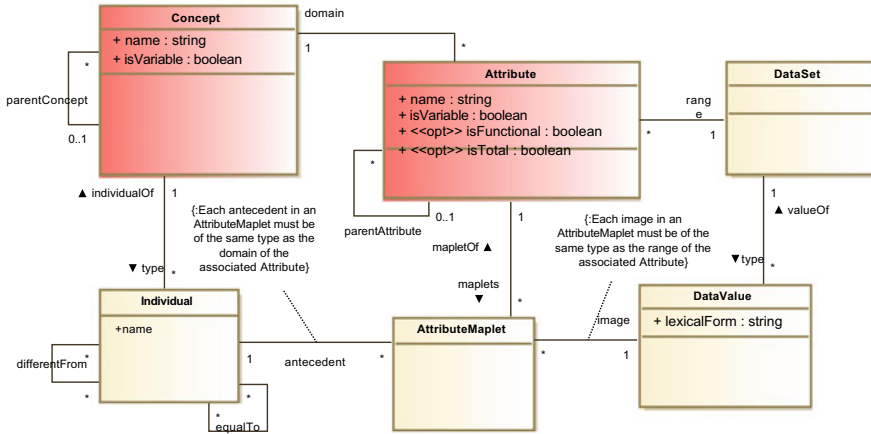 Concept
+ name : string
+ isVariable : boolean
domain
1
*
*
parentConcept
0..1
Attribute
+ name : string
+ isVariable : boolean
+ <<opt>> isFunctional : boolean
+ <<opt>> isTotal : boolean
*
0..1
parentAttribute
DataSet
rang
e
*
1
▲ individualOf
1
▼ type
*
{:Each antecedent in an
AttributeMaplet must be
of the same type as the
domain of the
associated Attribute}
1
mapletOf ▲
maplets
▼
*
{:Each image in an
AttributeMaplet must be of the
same type as the range of the
associated Attribute}
1
▲ valueOf
▼type
*
Individual
+name
*
differentFrom
*
*
*
equalTo
1
antecedent
*
AttributeMaplet
image
*
1
DataValue
+ lexicalForm : string